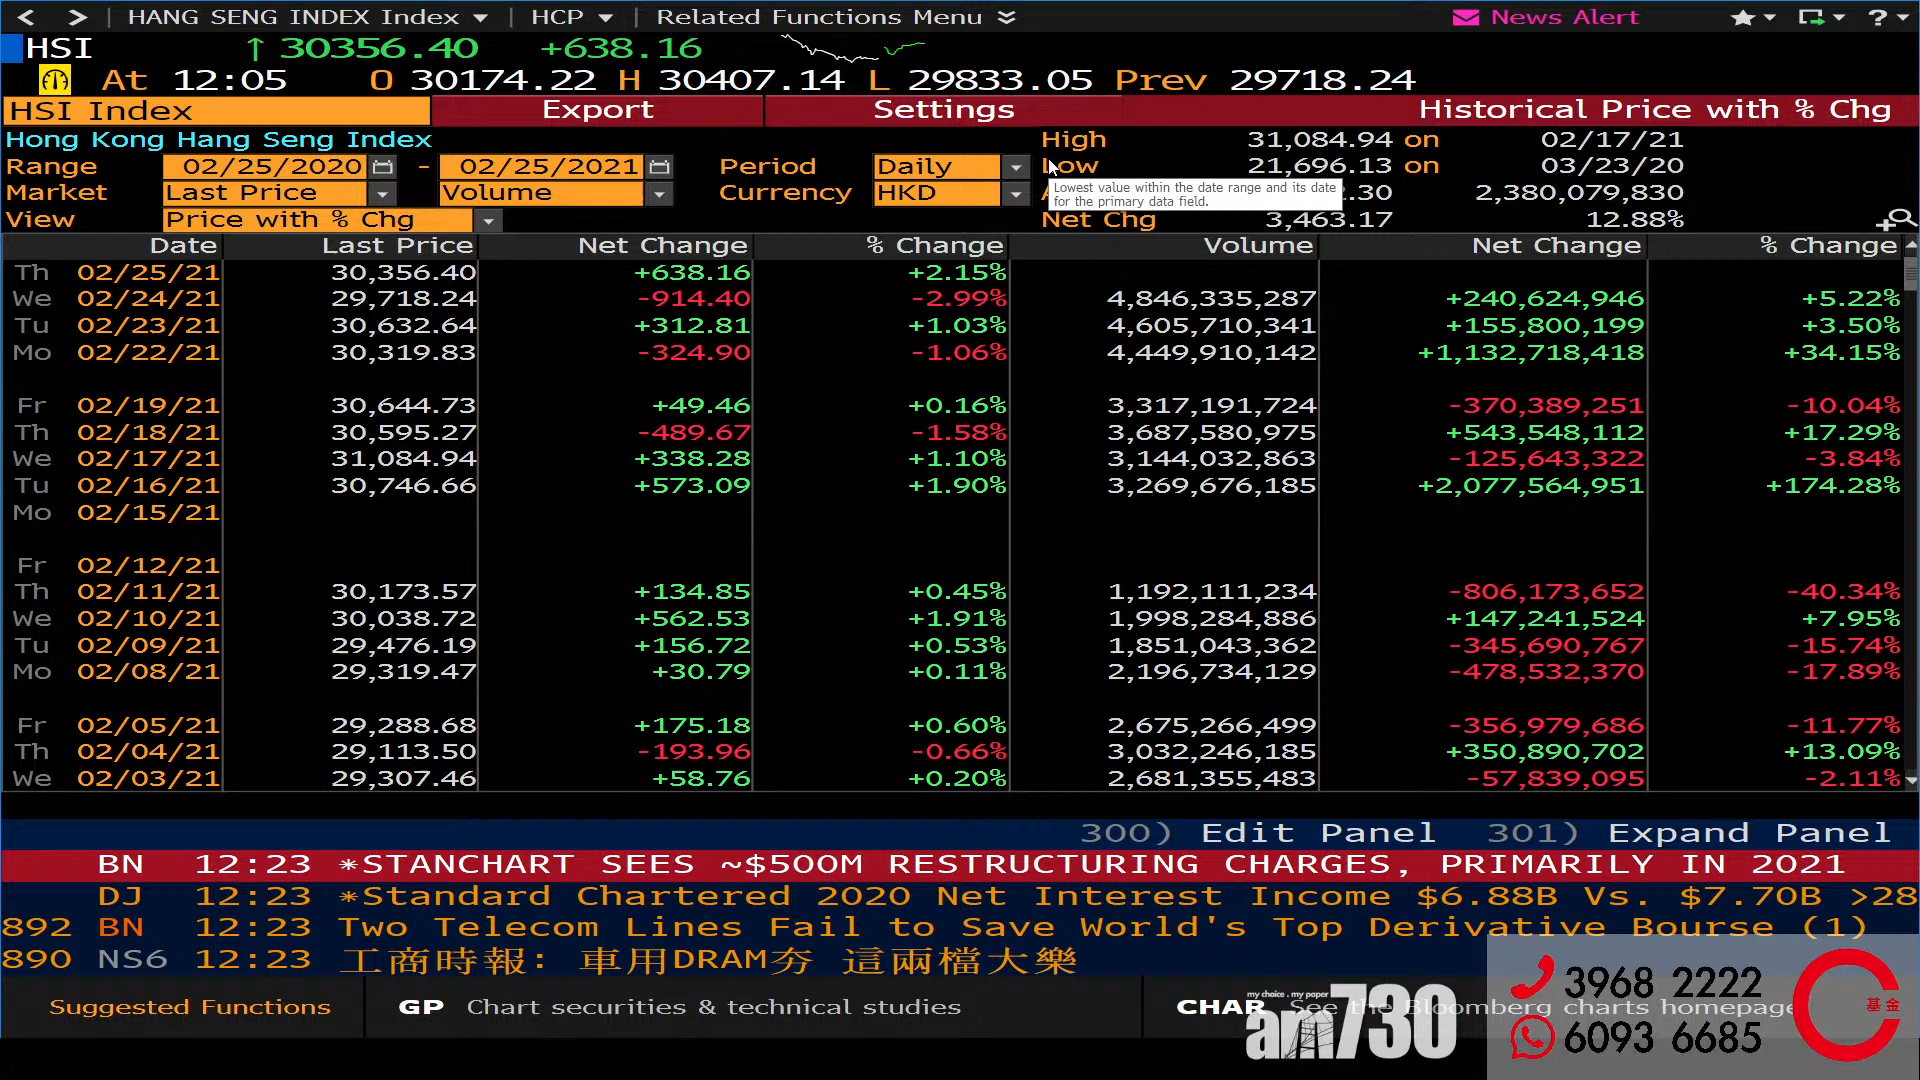 HANG SENG INDEX Index HCP Related Functions Menu News Alert ?
HSI ↑ 30356.40 +638.16
At 12:05 O 30174.22 H 30407.14 L 29833.05 Prev 29718.24
HSI Index Export Settings Historical Price with % Chg
Hong Kong Hang Seng Index High 31,084.94 on 02/17/21
Range 02/25/2020 - 02/25/2021 Period Daily Low 21,696.13 on 03/23/20
Market Last Price Volume Currency HKD .30 2,380,079,830
Lowest value within the date range and its date
for the primary data field.
View Price with % Chg Net Chg 3,463.17 12.88%
Date Last Price Net Change % Change Volume Net Change % Change
Th 02/25/21 30,356.40 +638.16 +2.15%
We 02/24/21 29,718.24 -914.40 -2.99% 4,846,335,287 +240,624,946 +5.22%
Tu 02/23/21 30,632.64 +312.81 +1.03% 4,605,710,341 +155,800,199 +3.50%
Mo 02/22/21 30,319.83 -324.90 -1.06% 4,449,910,142 +1,132,718,418 +34.15%
Fr 02/19/21 30,644.73 +49.46 +0.16% 3,317,191,724 -370,389,251 -10.04%
Th 02/18/21 30,595.27 -489.67 -1.58% 3,687,580,975 +543,548,112 +17.29%
We 02/17/21 31,084.94 +338.28 +1.10% 3,144,032,863 -125,643,322 -3.84%
Tu 02/16/21 30,746.66 +573.09 +1.90% 3,269,676,185 +2,077,564,951 +174.28%
Mo 02/15/21
Fr 02/12/21
Th 02/11/21 30,173.57 +134.85 +0.45% 1,192,111,234 -806,173,652 -40.34%
We 02/10/21 30,038.72 +562.53 +1.91% 1,998,284,886 +147,241,524 +7.95%
Tu 02/09/21 29,476.19 +156.72 +0.53% 1,851,043,362 -345,690,767 -15.74%
Mo 02/08/21 29,319.47 +30.79 +0.11% 2,196,734,129 -478,532,370 -17.89%
Fr 02/05/21 29,288.68 +175.18 +0.60% 2,675,266,499 -356,979,686 -11.77%
Th 02/04/21 29,113.50 -193.96 -0.66% 3,032,246,185 +350,890,702 +13.09%
We 02/03/21 29,307.46 +58.76 +0.20% 2,681,355,483 -57,839,095 -2.11%
300) Edit Panel 301) Expand Panel
BN 12:23 *STANCHART SEES ~$500M RESTRUCTURING CHARGES, PRIMARILY IN 2021
DJ 12:23 *Standard Chartered 2020 Net Interest Income $6.88B Vs. $7.70B >28
892 BN 12:23 Two Telecom Lines Fail to Save World's Top Derivative Bourse (1)
890 NS6 12:23 工商時報: 車用DRAM夯 這兩檔大樂
Suggested Functions GP Chart securities & technical studies CHAR See the Bloomberg charts homepage
my choice . my paper
am730
3968 2222
6093 6685
基金